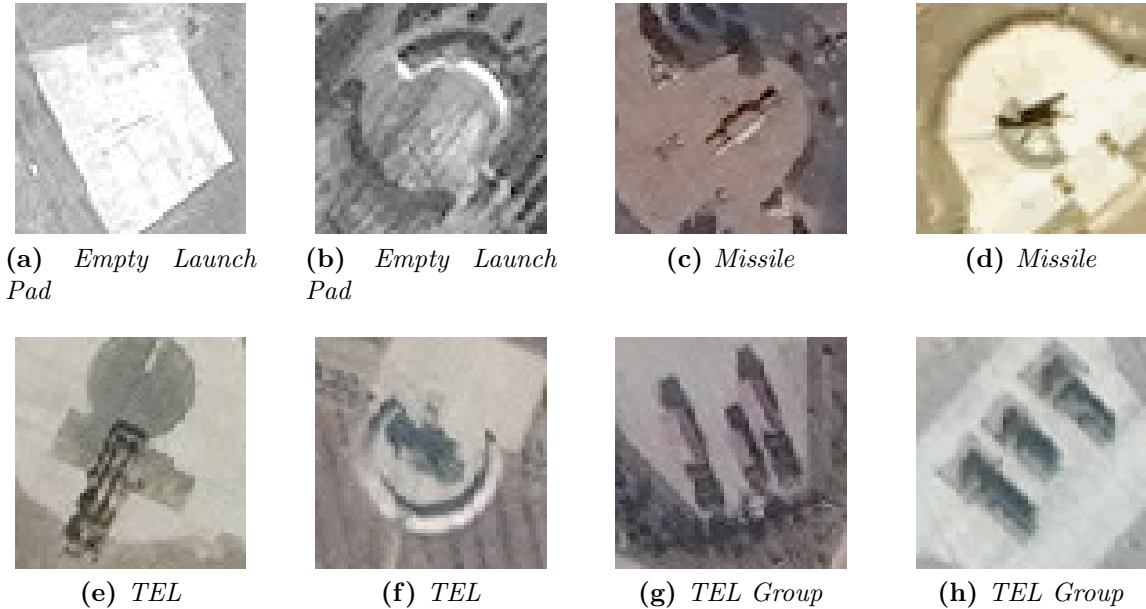 (a) Empty Launch Pad
(b) Empty Launch Pad
(c) Missile
(d) Missile
(e) TEL
(f) TEL
(g) TEL Group
(h) TEL Group